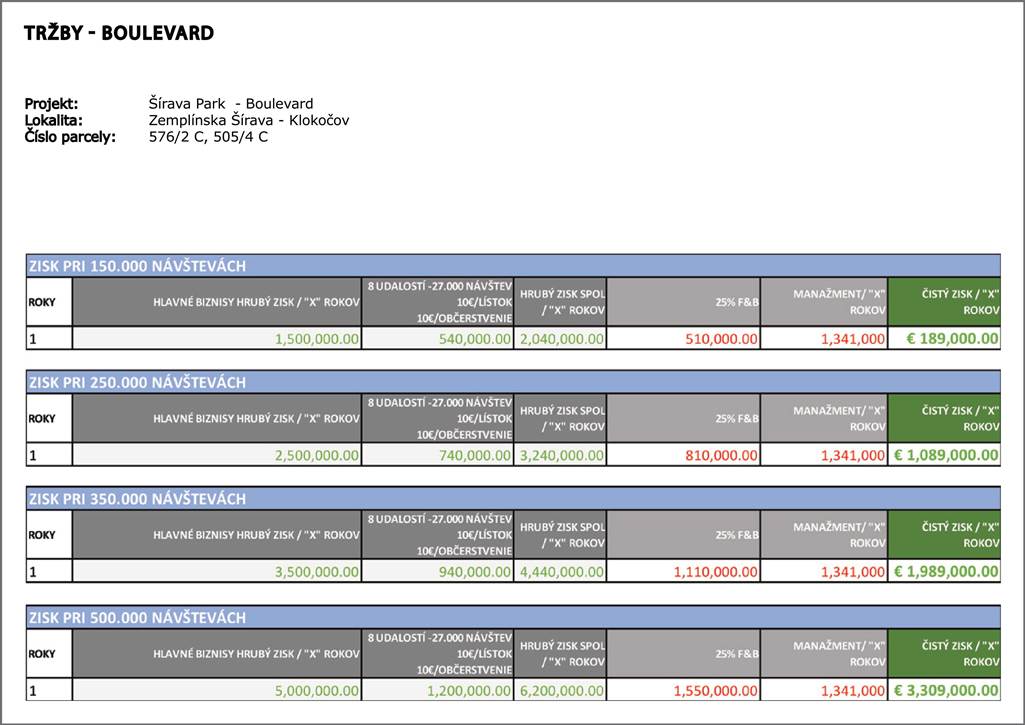 TRŽBY - BOULEVARD
Projekt: Šírava Park - Boulevard
Lokalita: Zemplínska Šírava - Klokočov
Číslo parcely: 576/2 C, 505/4 C
ZISK PRI 150.000 NÁVŠTEVÁCH
ROKY HLAVNÉ BIZNISY HRUBÝ ZISK / "X" ROKOV 8 UDALOSTÍ -27.000 NÁVŠTEV 10€/LÍSTOK 10€/OBČERSTVENIE HRUBÝ ZISK SPOL / "X" ROKOV 25% F&B MANAŽMENT/ "X" ROKOV ČISTÝ ZISK / "X" ROKOV
1 1,500,000.00 540,000.00 2,040,000.00 510,000.00 1,341,000 € 189,000.00
ZISK PRI 250.000 NÁVŠTEVÁCH
ROKY HLAVNÉ BIZNISY HRUBÝ ZISK / "X" ROKOV 8 UDALOSTÍ -27.000 NÁVŠTEV 10€/LÍSTOK 10€/OBČERSTVENIE HRUBÝ ZISK SPOL / "X" ROKOV 25% F&B MANAŽMENT/ "X" ROKOV ČISTÝ ZISK / "X" ROKOV
1 2,500,000.00 740,000.00 3,240,000.00 810,000.00 1,341,000 € 1,089,000.00
ZISK PRI 350.000 NÁVŠTEVÁCH
ROKY HLAVNÉ BIZNISY HRUBÝ ZISK / "X" ROKOV 8 UDALOSTÍ -27.000 NÁVŠTEV 10€/LÍSTOK 10€/OBČERSTVENIE HRUBÝ ZISK SPOL / "X" ROKOV 25% F&B MANAŽMENT/ "X" ROKOV ČISTÝ ZISK / "X" ROKOV
1 3,500,000.00 940,000.00 4,440,000.00 1,110,000.00 1,341,000 € 1,989,000.00
ZISK PRI 500.000 NÁVŠTEVÁCH
ROKY HLAVNÉ BIZNISY HRUBÝ ZISK / "X" ROKOV 8 UDALOSTÍ -27.000 NÁVŠTEV 10€/LÍSTOK 10€/OBČERSTVENIE HRUBÝ ZISK SPOL / "X" ROKOV 25% F&B MANAŽMENT/ "X" ROKOV ČISTÝ ZISK / "X" ROKOV
1 5,000,000.00 1,200,000.00 6,200,000.00 1,550,000.00 1,341,000 € 3,309,000.00